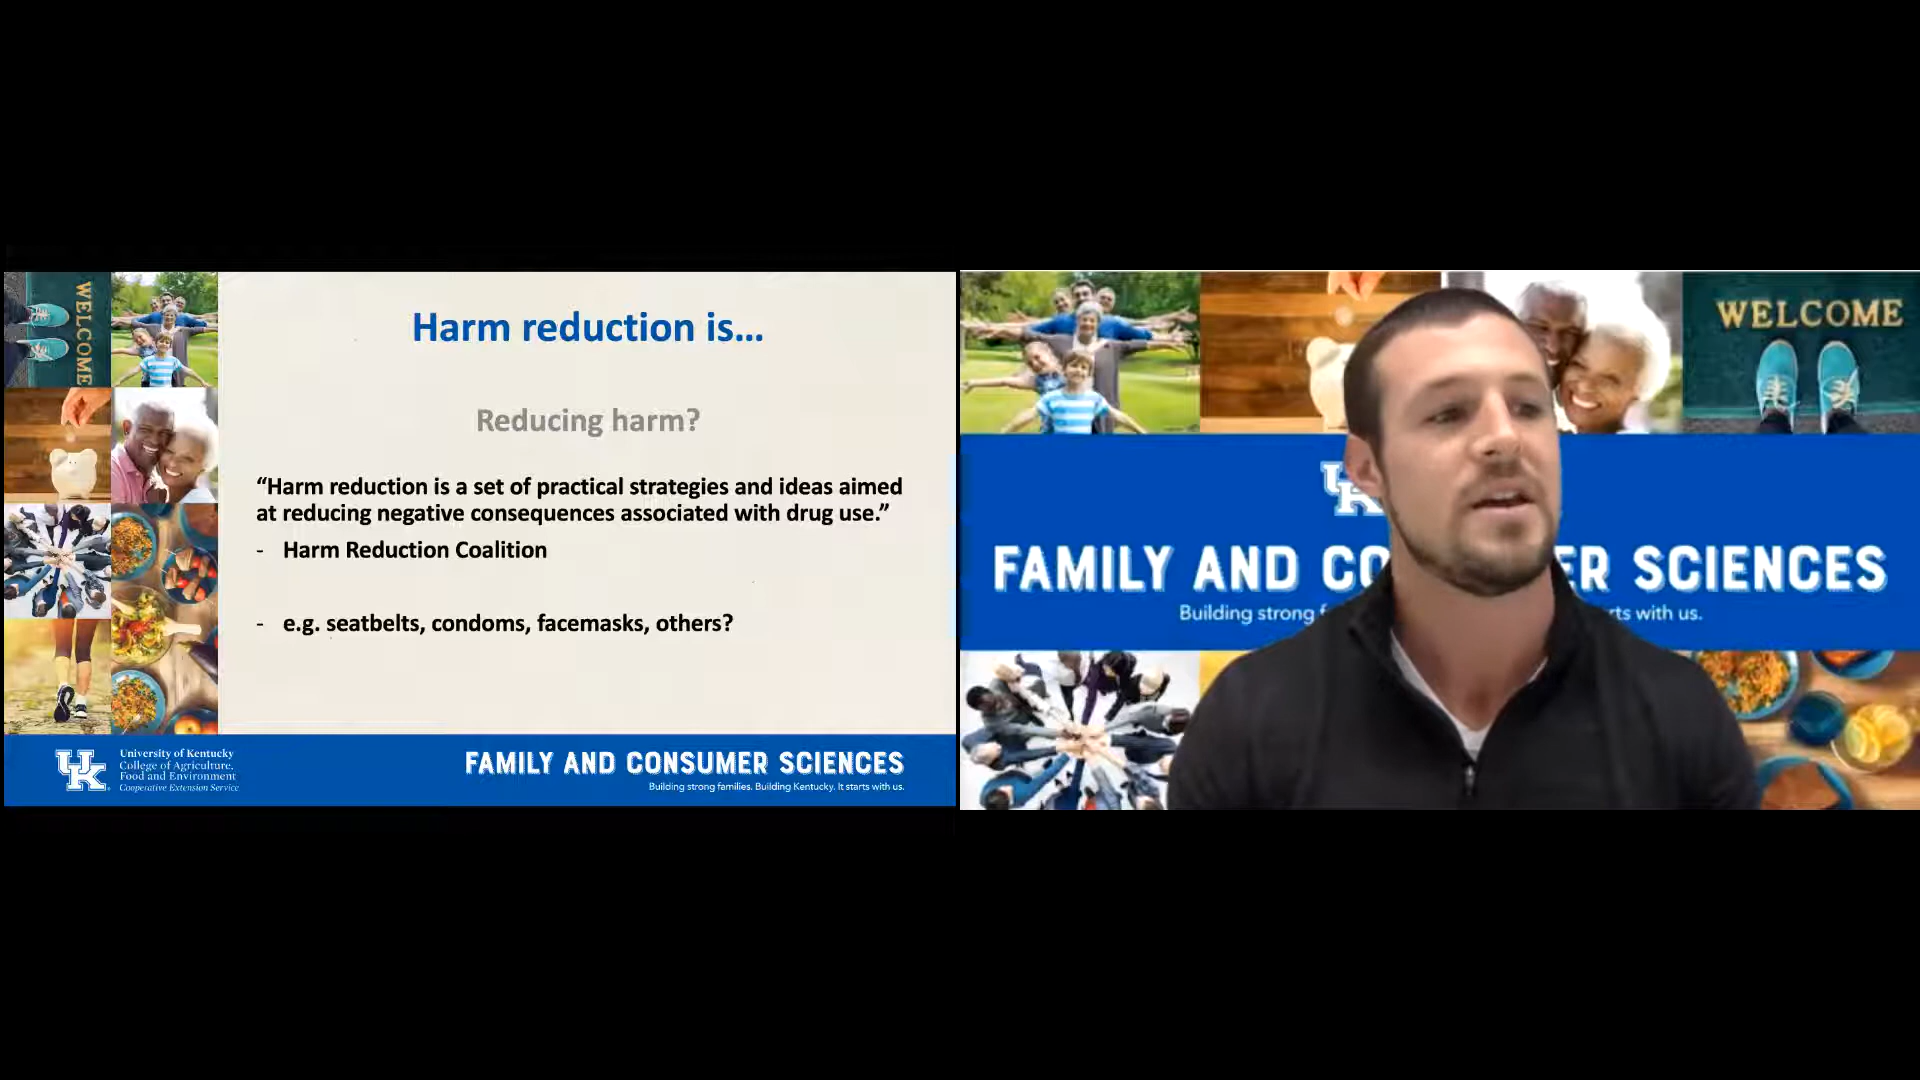 WELCOME
Harm reduction is...
Reducing harm?
“Harm reduction is a set of practical strategies and ideas aimed
at reducing negative consequences associated with drug use.”
- Harm Reduction Coalition
- e.g. seatbelts, condoms, facemasks, others?
UK
University of Kentucky
College of Agriculture,
Food and Environment
Cooperative Extension Service
FAMILY AND CONSUMER SCIENCES
Building strong families. Building Kentucky. It starts with us.
WELCOME
UK
FAMILY AND CO ER SCIENCES
Building strong f rts with us.